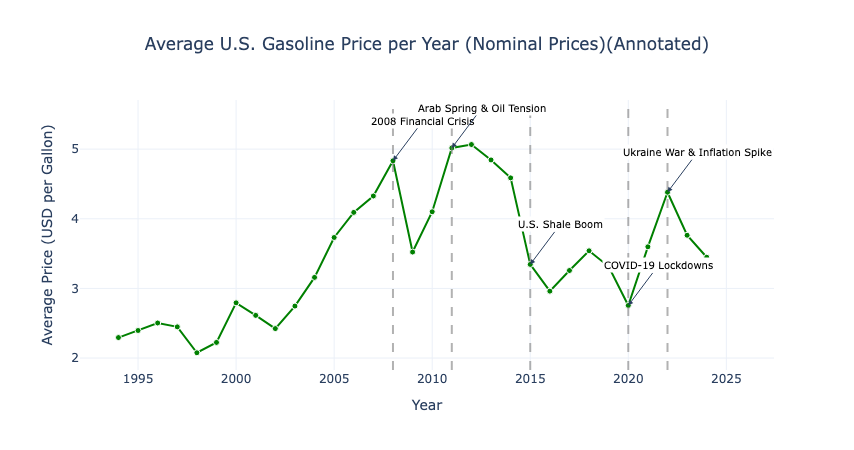 Average U.S. Gasoline Price per Year (Nominal Prices)(Annotated)
Arab Spring & Oil Tension
2008 Financial Crisis
Ukraine War & Inflation Spike
U.S. Shale Boom
COVID-19 Lockdowns
Average Price (USD per Gallon)
5
4
3
2
1995 2000 2005 2010 2015 2020 2025
Year